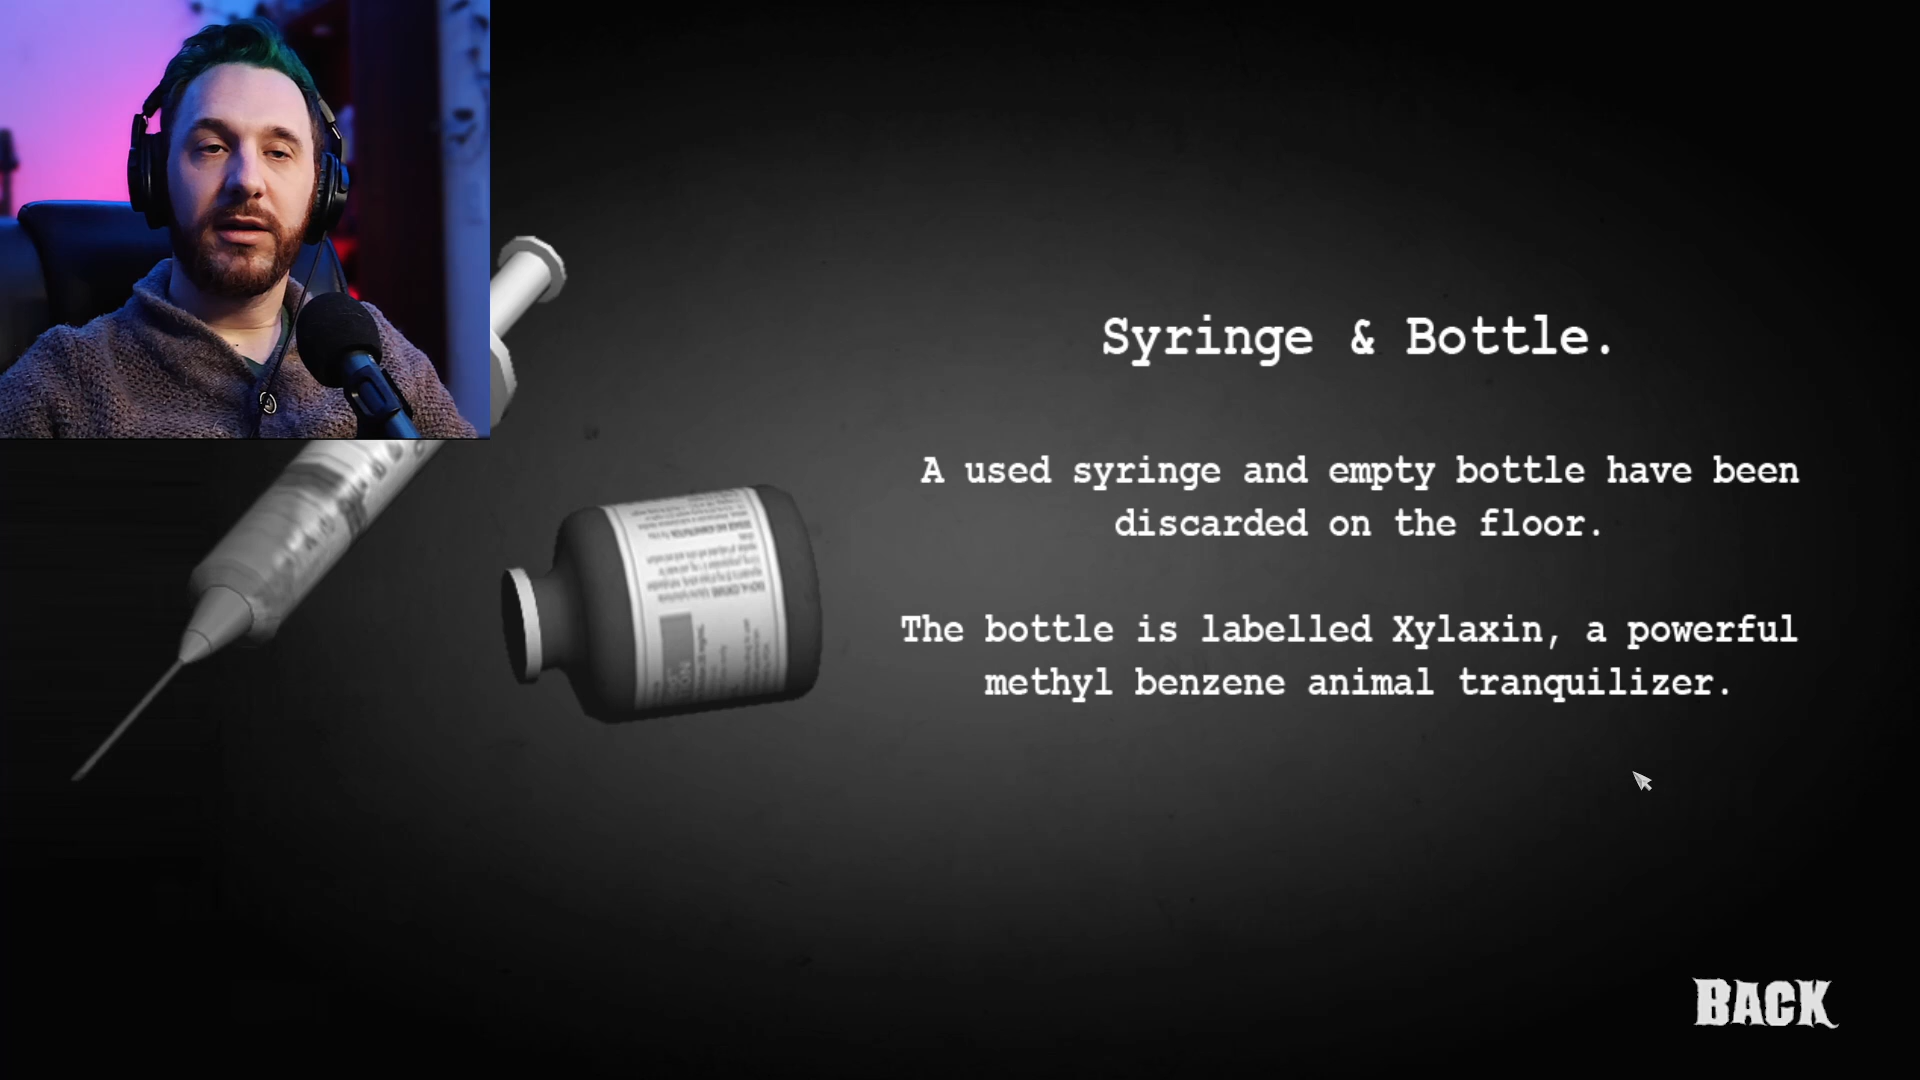 Syringe & Bottle.
A used syringe and empty bottle have been
discarded on the floor.
The bottle is labelled Xylaxin, a powerful
methyl benzene animal tranquilizer.
BACK